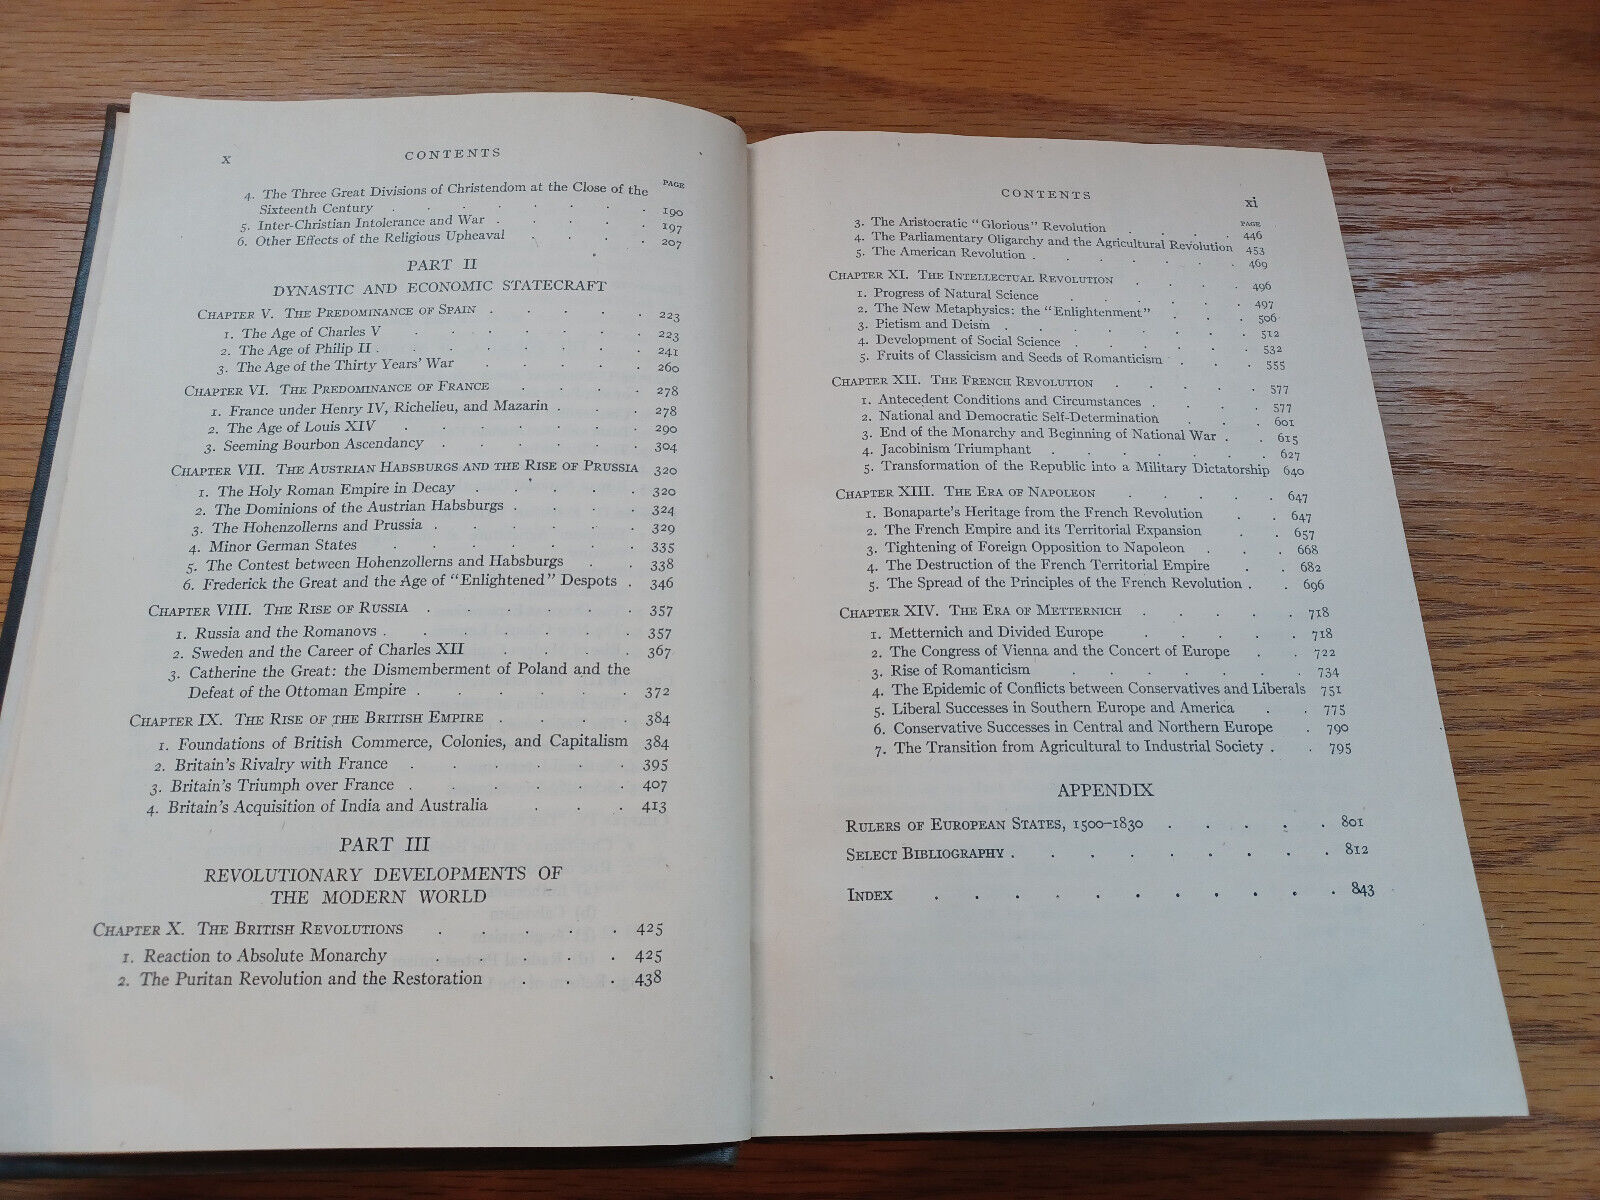 x CONTENTS
PAGE
4. The Three Great Divisions of Christendom at the Close of the
Sixteenth Century . . . . . . . 190
5. Inter-Christian Intolerance and War . . . . 197
6. Other Effects of the Religious Upheaval . . . . 207
PART II
DYNASTIC AND ECONOMIC STATECRAFT
CHAPTER V. THE PREDOMINANCE OF SPAIN . . . . . 223
1. The Age of Charles V . . . . . . 223
2. The Age of Philip II . . . . . . . 241
3. The Age of the Thirty Years' War . . . . . 260
CHAPTER VI. THE PREDOMINANCE OF FRANCE . . . . 278
1. France under Henry IV, Richelieu, and Mazarin . . . 278
2. The Age of Louis XIV . . . . . . 290
3. Seeming Bourbon Ascendancy . . . . . 304
CHAPTER VII. THE AUSTRIAN HABSBURGS AND THE RISE OF PRUSSIA 320
1. The Holy Roman Empire in Decay . . . . . 320
2. The Dominions of the Austrian Habsburgs . . . . 324
3. The Hohenzollerns and Prussia . . . . . . 329
4. Minor German States . . . . . . 335
5. The Contest between Hohenzollerns and Habsburgs . . 338
6. Frederick the Great and the Age of "Enlightened" Despots . 346
CHAPTER VIII. THE RISE OF RUSSIA . . . . . . 357
1. Russia and the Romanovs . . . . . . . 357
2. Sweden and the Career of Charles XII . . . . 367
3. Catherine the Great: the Dismemberment of Poland and the
Defeat of the Ottoman Empire . . . . . . 372
CHAPTER IX. THE RISE OF THE BRITISH EMPIRE . . . . 384
1. Foundations of British Commerce, Colonies, and Capitalism 384
2. Britain's Rivalry with France . . . . . . 395
3. Britain's Triumph over France . . . . . . 407
4. Britain's Acquisition of India and Australia . . . 413
PART III
REVOLUTIONARY DEVELOPMENTS OF
THE MODERN WORLD
CHAPTER X. THE BRITISH REVOLUTIONS . . . . . 425
1. Reaction to Absolute Monarchy . . . . . 425
2. The Puritan Revolution and the Restoration . . . 438
CONTENTS xi
PAGE
3. The Aristocratic "Glorious" Revolution . . . . 446
4. The Parliamentary Oligarchy and the Agricultural Revolution 453
5. The American Revolution . . . . . . 469
CHAPTER XI. THE INTELLECTUAL REVOLUTION . . . . 496
1. Progress of Natural Science . . . . . 497
2. The New Metaphysics: the "Enlightenment" . . . 506
3. Pietism and Deism . . . . . . . 512
4. Development of Social Science . . . . . 532
5. Fruits of Classicism and Seeds of Romanticism . . . 555
CHAPTER XII. THE FRENCH REVOLUTION . . . . . 577
1. Antecedent Conditions and Circumstances . . . . 577
2. National and Democratic Self-Determination . . . 601
3. End of the Monarchy and Beginning of National War . . 615
4. Jacobinism Triumphant . . . . . . 627
5. Transformation of the Republic into a Military Dictatorship 640
CHAPTER XIII. THE ERA OF NAPOLEON . . . . . 647
1. Bonaparte's Heritage from the French Revolution . . 647
2. The French Empire and its Territorial Expansion . . 657
3. Tightening of Foreign Opposition to Napoleon . . . 668
4. The Destruction of the French Territorial Empire . . 682
5. The Spread of the Principles of the French Revolution . . 696
CHAPTER XIV. THE ERA OF METTERNICH . . . . . 718
1. Metternich and Divided Europe . . . . . 718
2. The Congress of Vienna and the Concert of Europe . . 722
3. Rise of Romanticism . . . . . . 734
4. The Epidemic of Conflicts between Conservatives and Liberals 751
5. Liberal Successes in Southern Europe and America . . 775
6. Conservative Successes in Central and Northern Europe . 790
7. The Transition from Agricultural to Industrial Society . . 795
APPENDIX
RULERS OF EUROPEAN STATES, 1500–1830 . . . . . 801
SELECT BIBLIOGRAPHY . . . . . . . . . 812
INDEX . . . . . . . . . . . 843